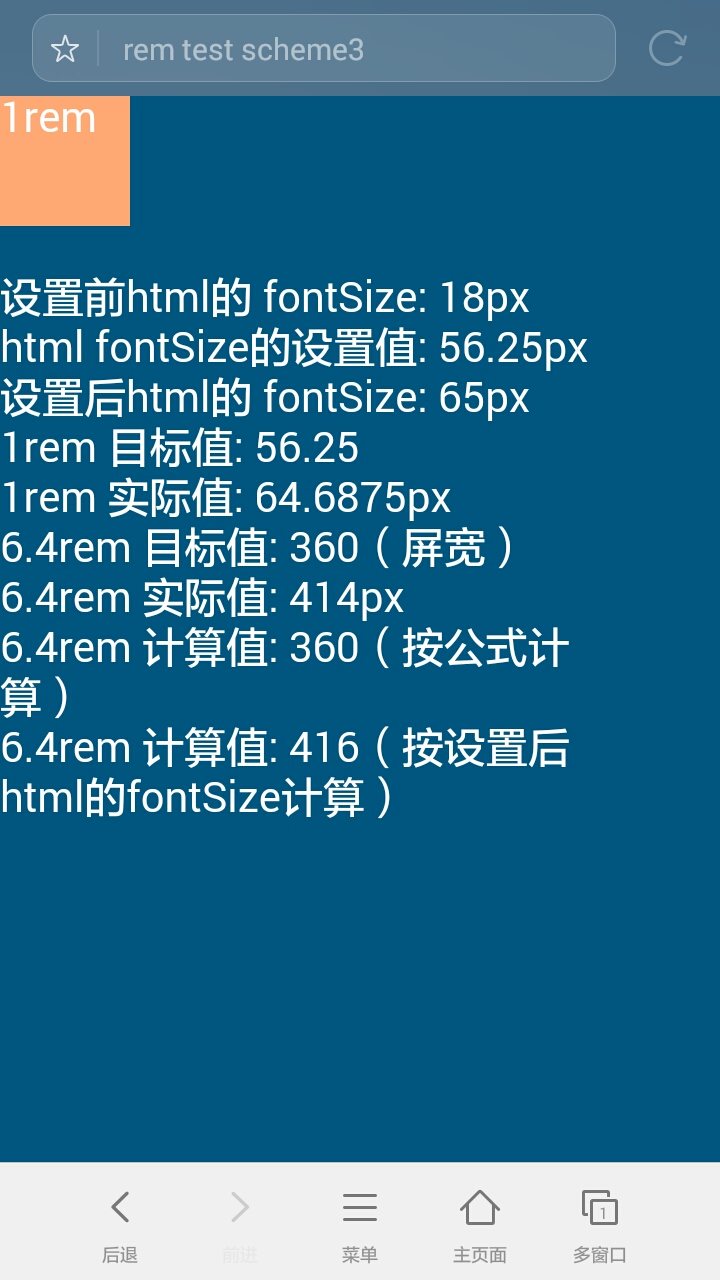 rem test scheme3
1rem
设置前html的 fontSize: 18px
html fontSize的设置值: 56.25px
设置后html的 fontSize: 65px
1rem 目标值: 56.25
1rem 实际值: 64.6875px
6.4rem 目标值: 360（屏宽）
6.4rem 实际值: 414px
6.4rem 计算值: 360（按公式计
算）
6.4rem 计算值: 416（按设置后
html的fontSize计算）
后退 前进 菜单 主页面 多窗口
1